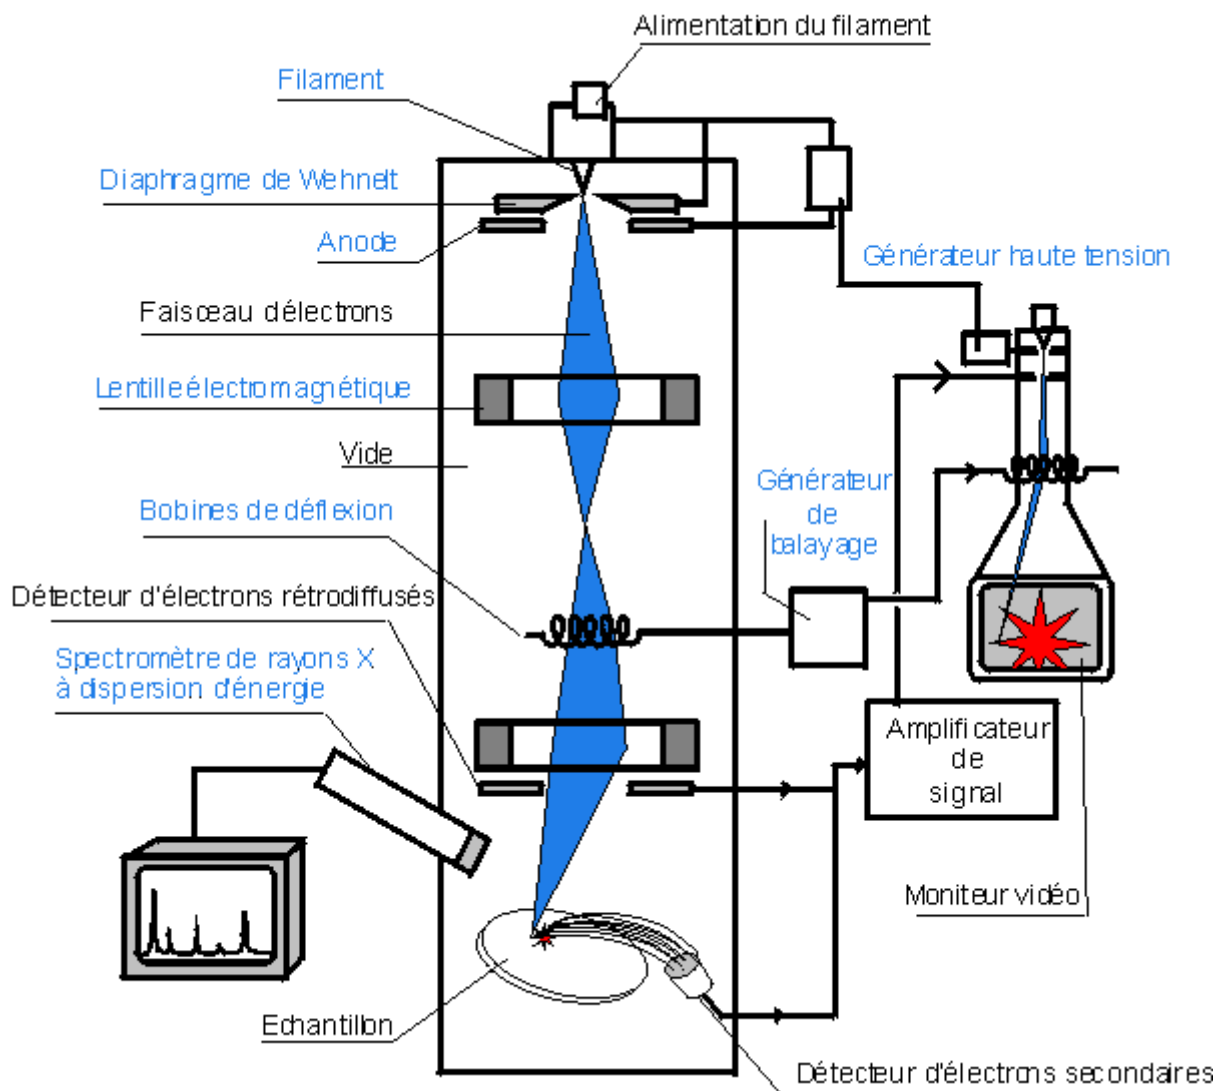 Alimentation du filament
Filament
Diaphragme de Wehnelt
Anode
Générateur haute tension
Faisceau délectrons
Lentille électromagnétique
Vide
Générateur
de
balayage
Bobines de déflexion
Détecteur d'électrons rétrodiffusés
Spectromètre de rayons X
à dispersion d'énergie
Amplificateur
de
signal
Moniteur vidéo
Echantillon
Détecteur d'électrons secondaires